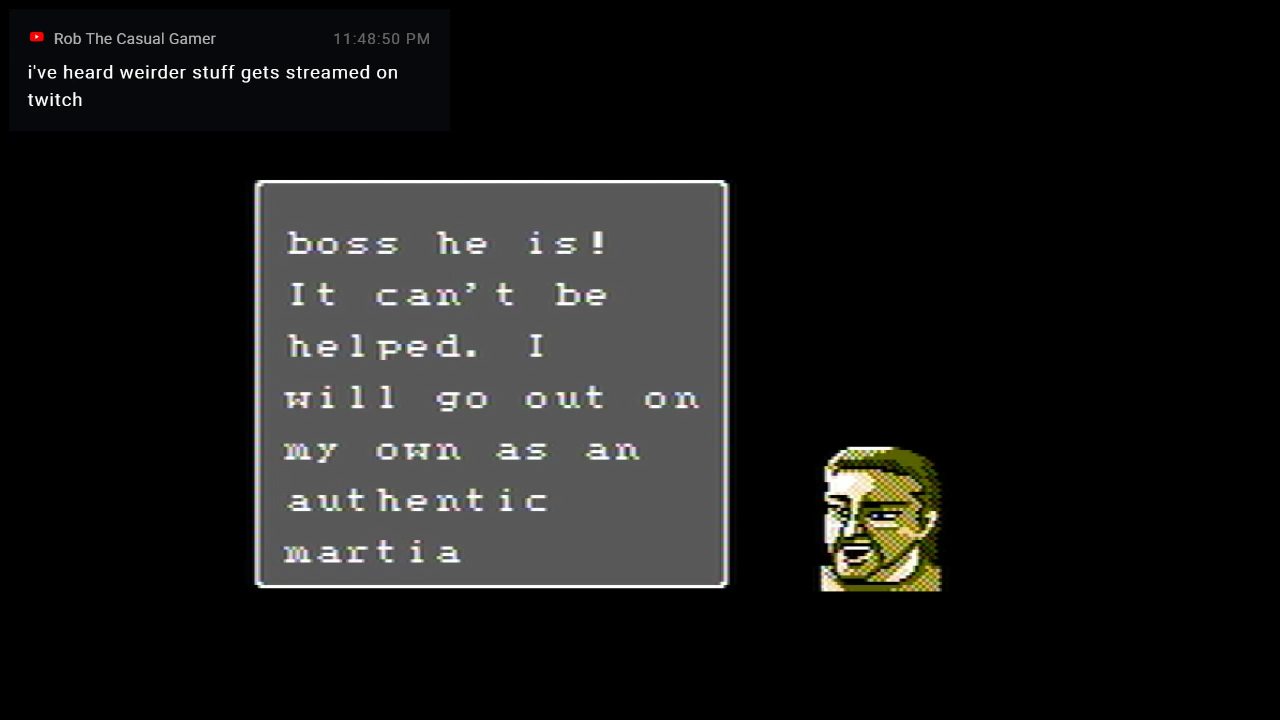 Rob The Casual Gamer 11:48:50 PM
i've heard weirder stuff gets streamed on
twitch
boss he is!
It can't be
helped. I
will go out on
my own as an
authentic
martia